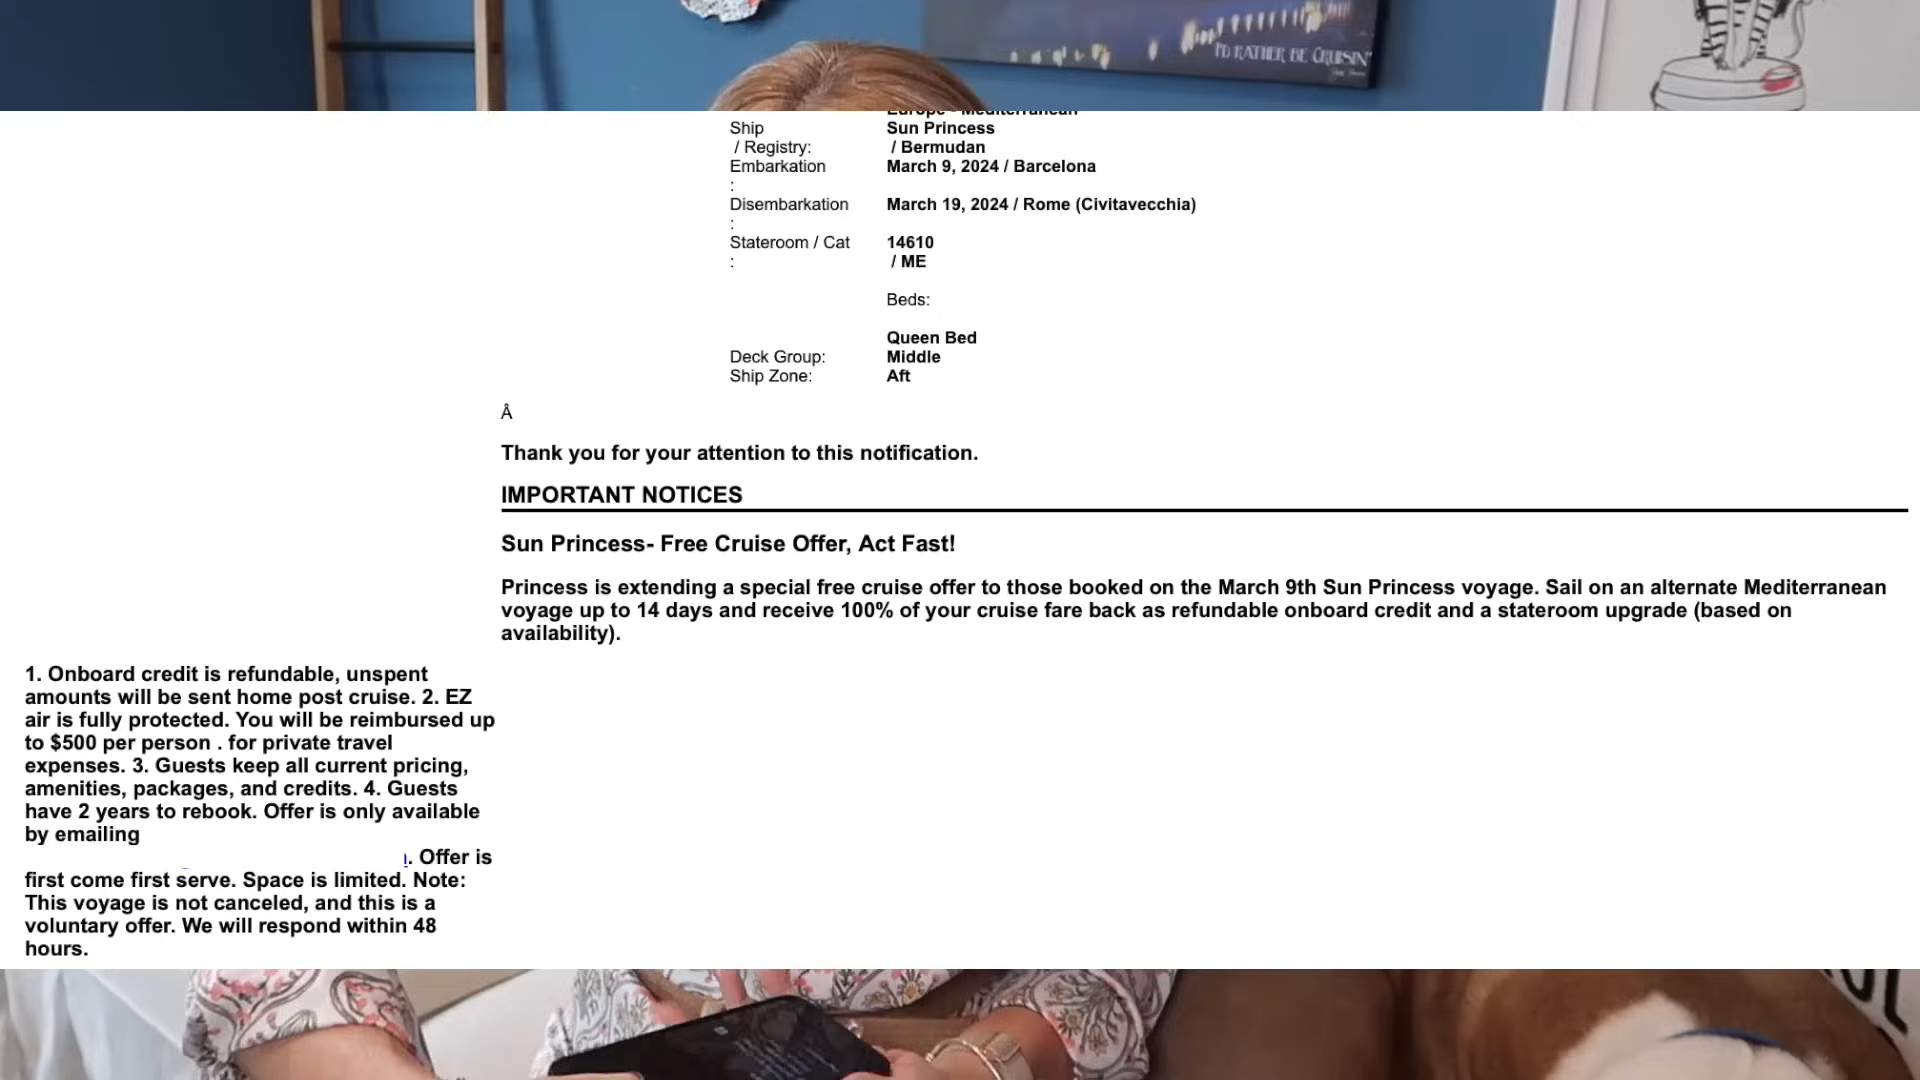 I'D RATHER BE CRUISIN'
Europe - Mediterranean
Ship Sun Princess
/ Registry: / Bermudan
Embarkation March 9, 2024 / Barcelona
:
Disembarkation March 19, 2024 / Rome (Civitavecchia)
:
Stateroom / Cat 14610
: / ME
Beds:
Queen Bed
Deck Group: Middle
Ship Zone: Aft
Â
Thank you for your attention to this notification.
IMPORTANT NOTICES
Sun Princess- Free Cruise Offer, Act Fast!
Princess is extending a special free cruise offer to those booked on the March 9th Sun Princess voyage. Sail on an alternate Mediterranean
voyage up to 14 days and receive 100% of your cruise fare back as refundable onboard credit and a stateroom upgrade (based on
availability).
1. Onboard credit is refundable, unspent
amounts will be sent home post cruise. 2. EZ
air is fully protected. You will be reimbursed up
to $500 per person . for private travel
expenses. 3. Guests keep all current pricing,
amenities, packages, and credits. 4. Guests
have 2 years to rebook. Offer is only available
by emailing
. Offer is
first come first serve. Space is limited. Note:
This voyage is not canceled, and this is a
voluntary offer. We will respond within 48
hours.